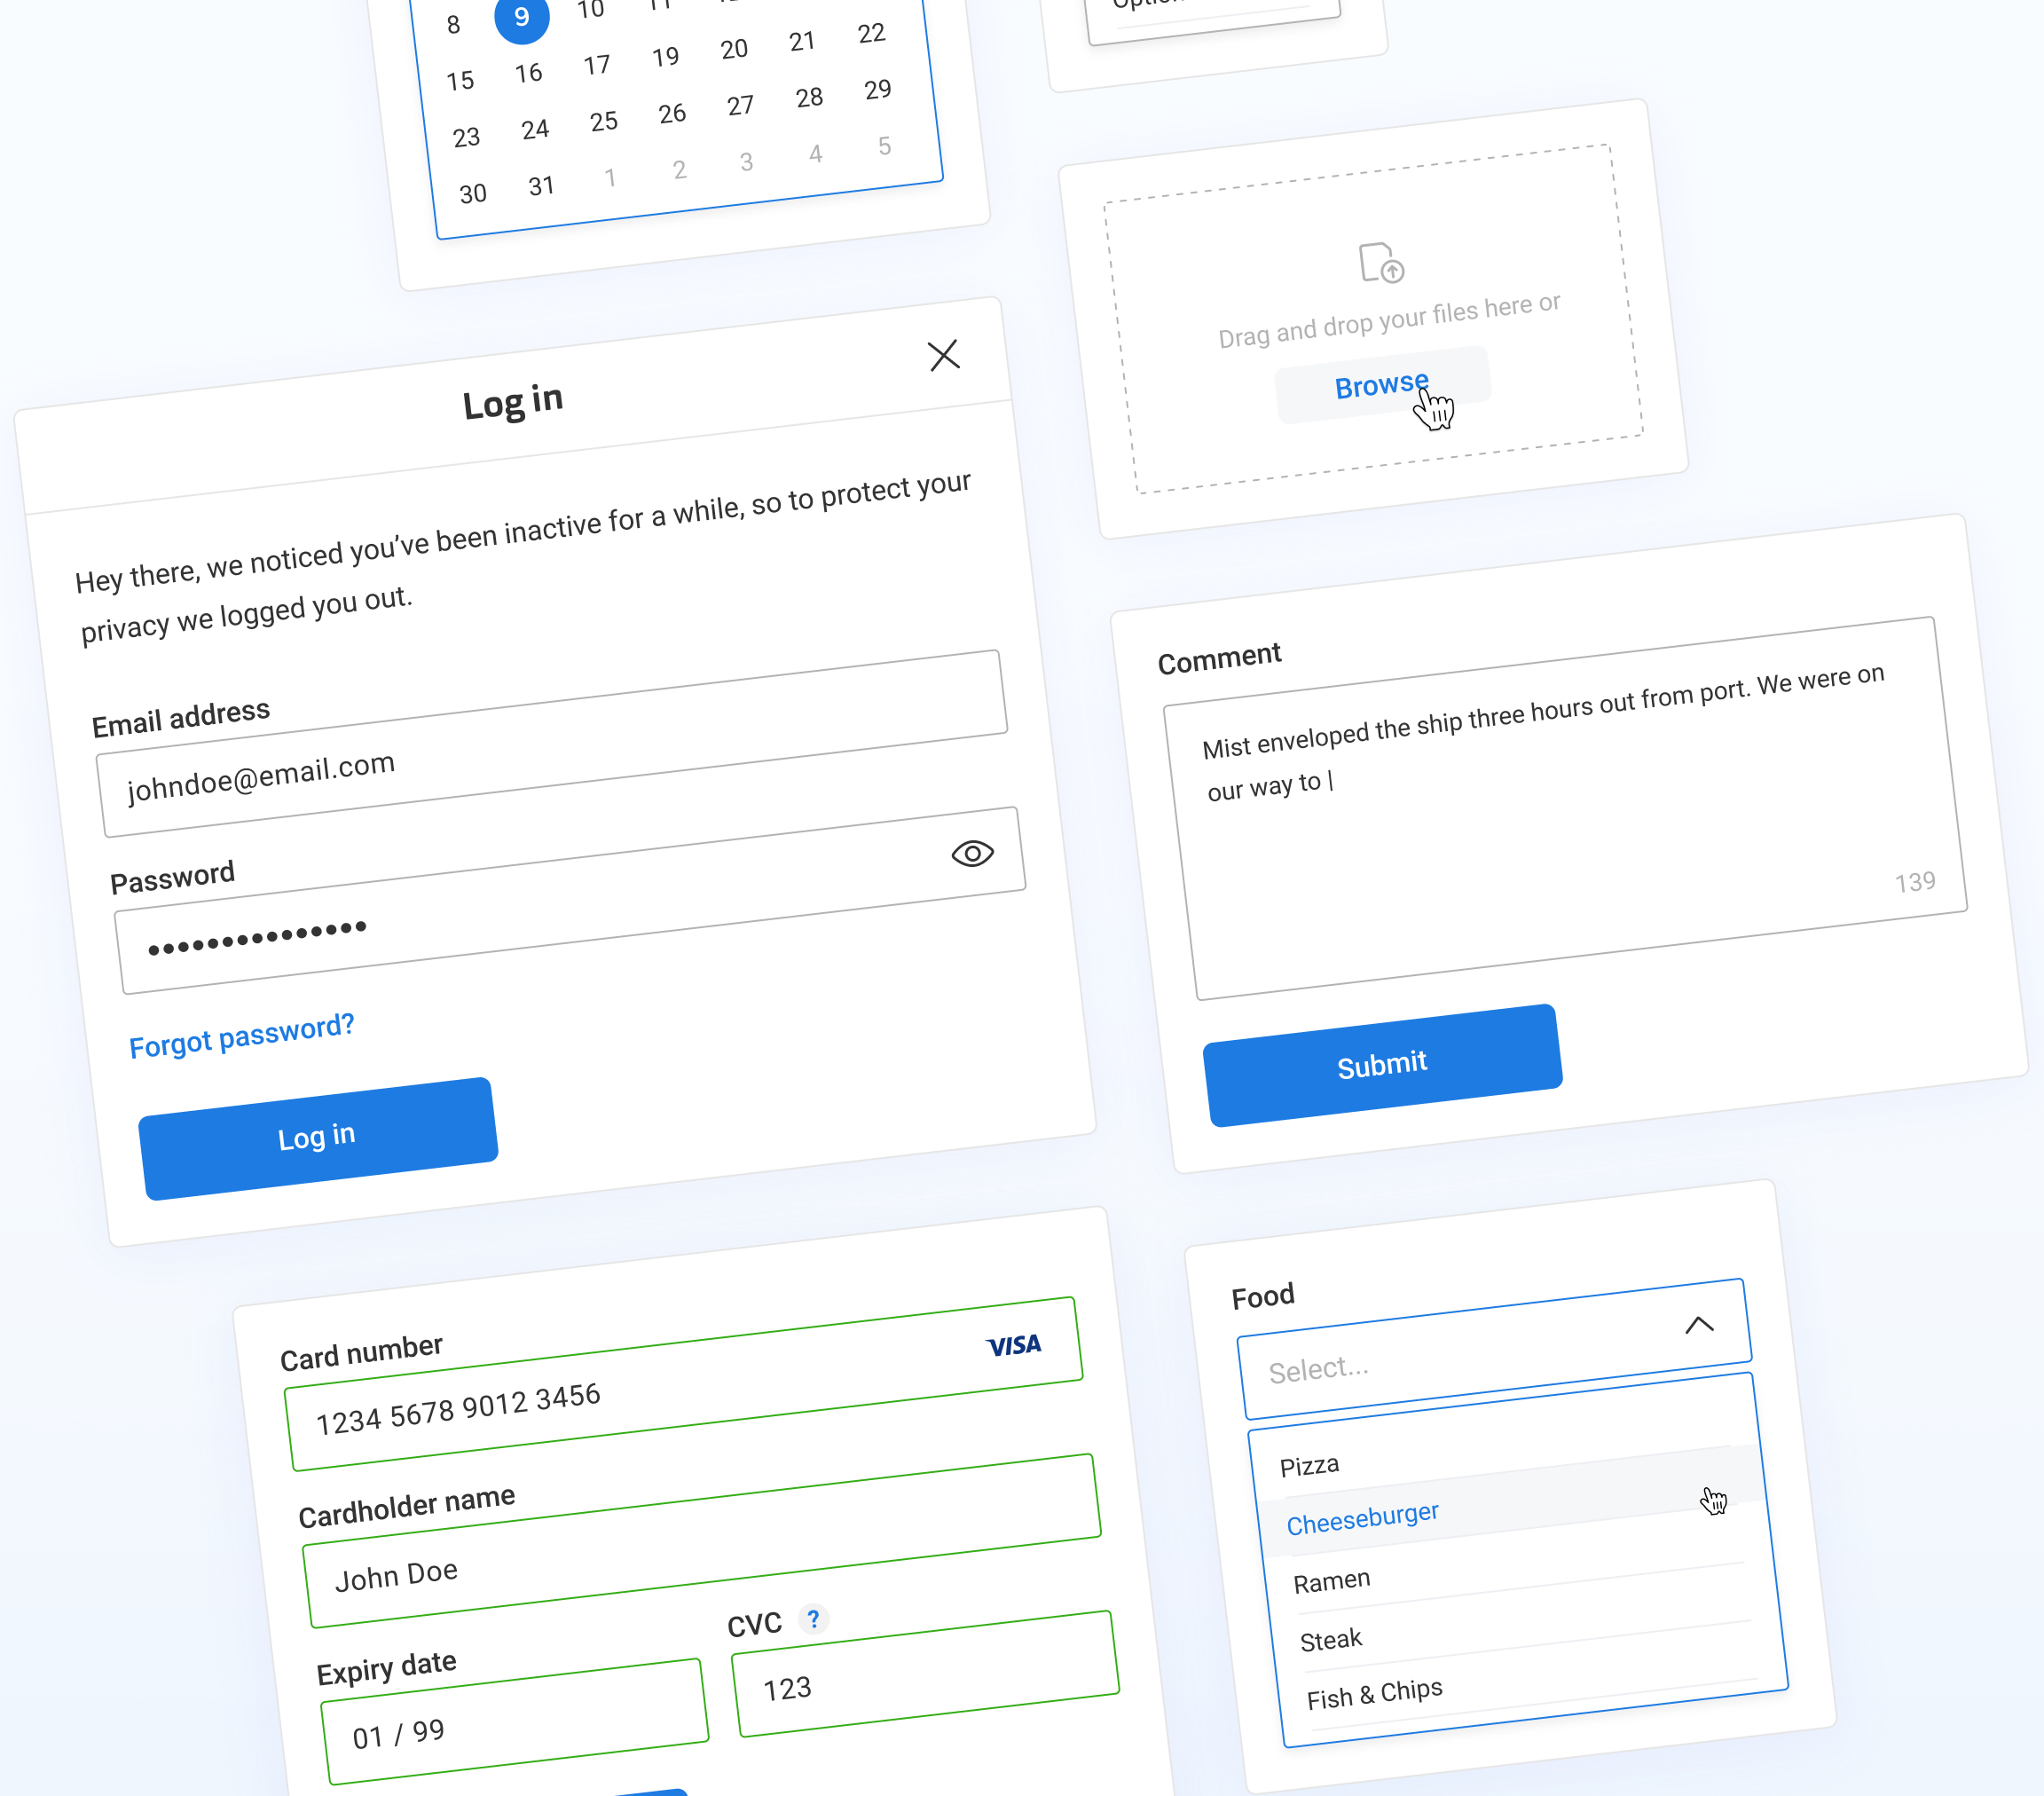 8 9 10 11
15 16 17 19 20 21 22
23 24 25 26 27 28 29
30 31 1 2 3 4 5
Log in
Hey there, we noticed you’ve been inactive for a while, so to protect your
privacy we logged you out.
Email address
johndoe@email.com
Password
•••••••••••••••
Forgot password?
Log in
Card number
1234 5678 9012 3456
VISA
Cardholder name
John Doe
Expiry date
01 / 99
CVC ?
123
Drag and drop your files here or
Browse
Comment
Mist enveloped the ship three hours out from port. We were on
our way to |
139
Submit
Food
Select...
Pizza
Cheeseburger
Ramen
Steak
Fish & Chips